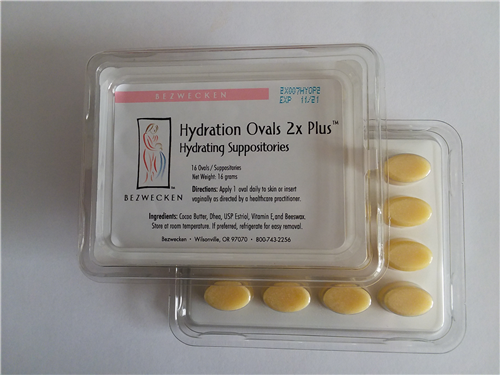 BEZWECKEN
2X007HYOP2
EXP 11/21
Hydration Ovals 2x Plus™
Hydrating Suppositories
16 Ovals / Suppositories
Net Weight: 16 grams
BEZWECKEN™
Directions: Apply 1 oval daily to skin or insert
vaginally as directed by a healthcare practitioner.
Ingredients: Cocoa Butter, Dhea, USP Estriol, Vitamin E, and Beeswax.
Store at room temperature. If preferred, refrigerate for easy removal.
Bezwecken • Wilsonville, OR 97070 • 800-743-2256